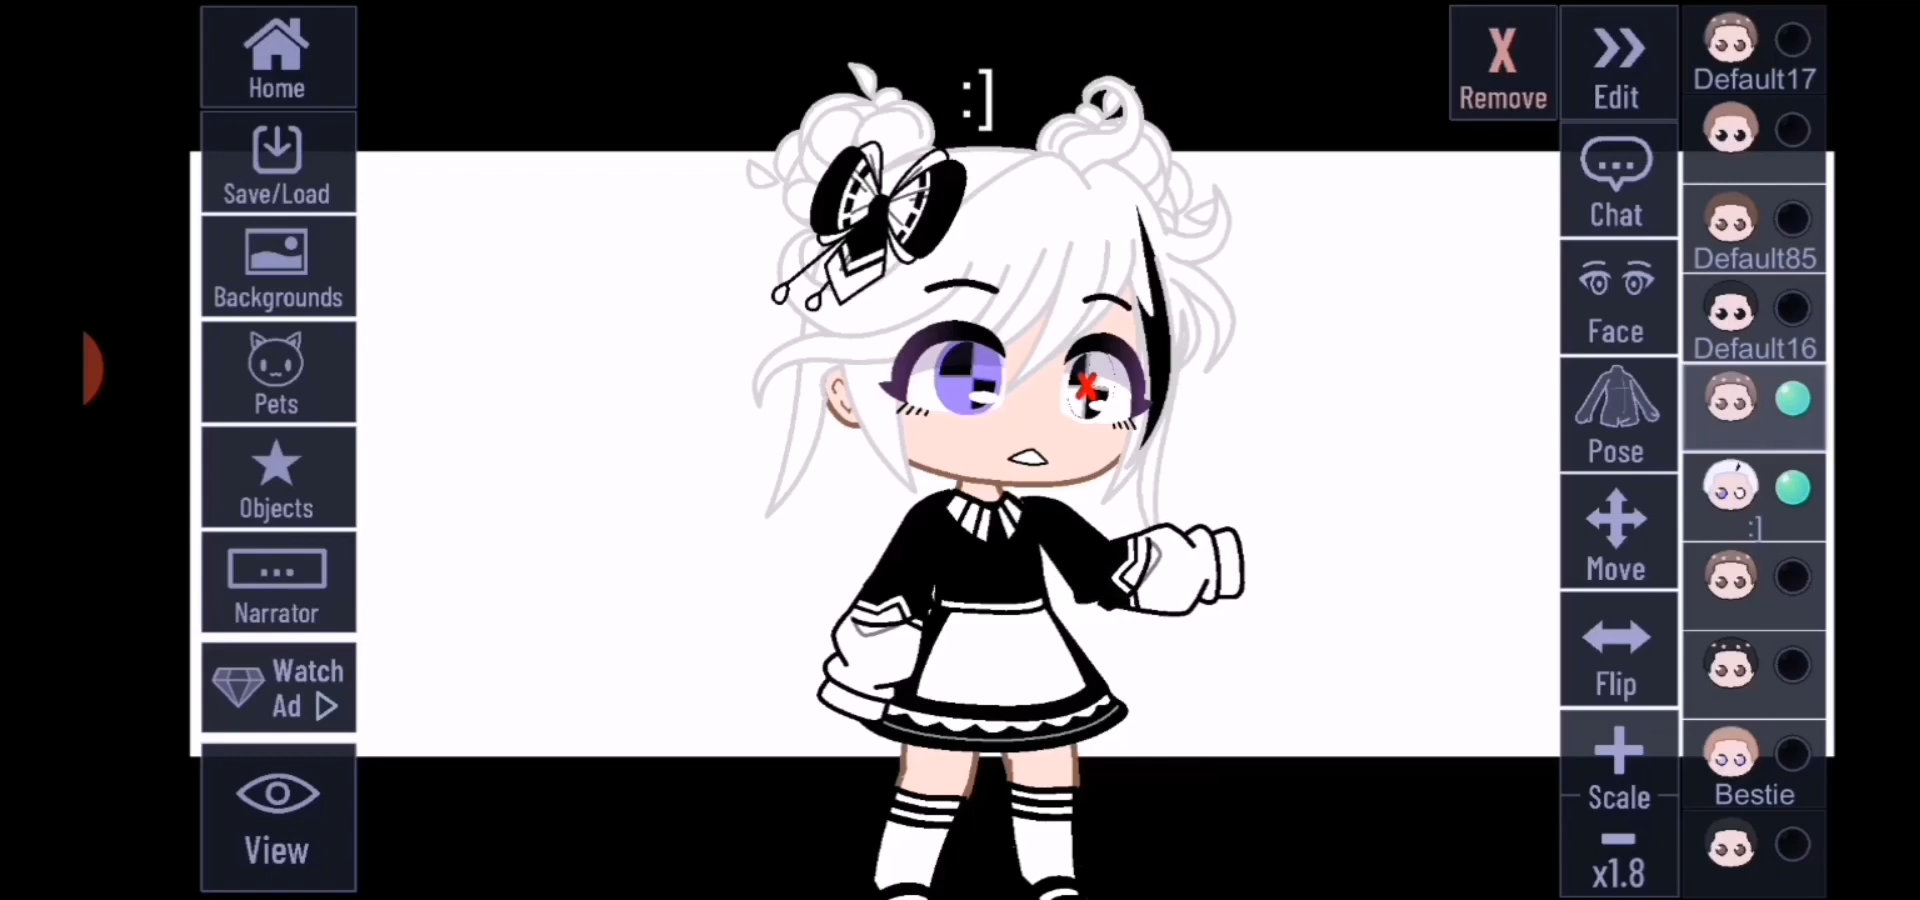 Home
Save/Load
Backgrounds
Pets
Objects
...
Narrator
Watch
Ad
View
:]
X
Remove
Edit
...
Chat
Face
Pose
Move
Flip
Scale
x1.8
Default17
Default85
Default16
:]
Bestie